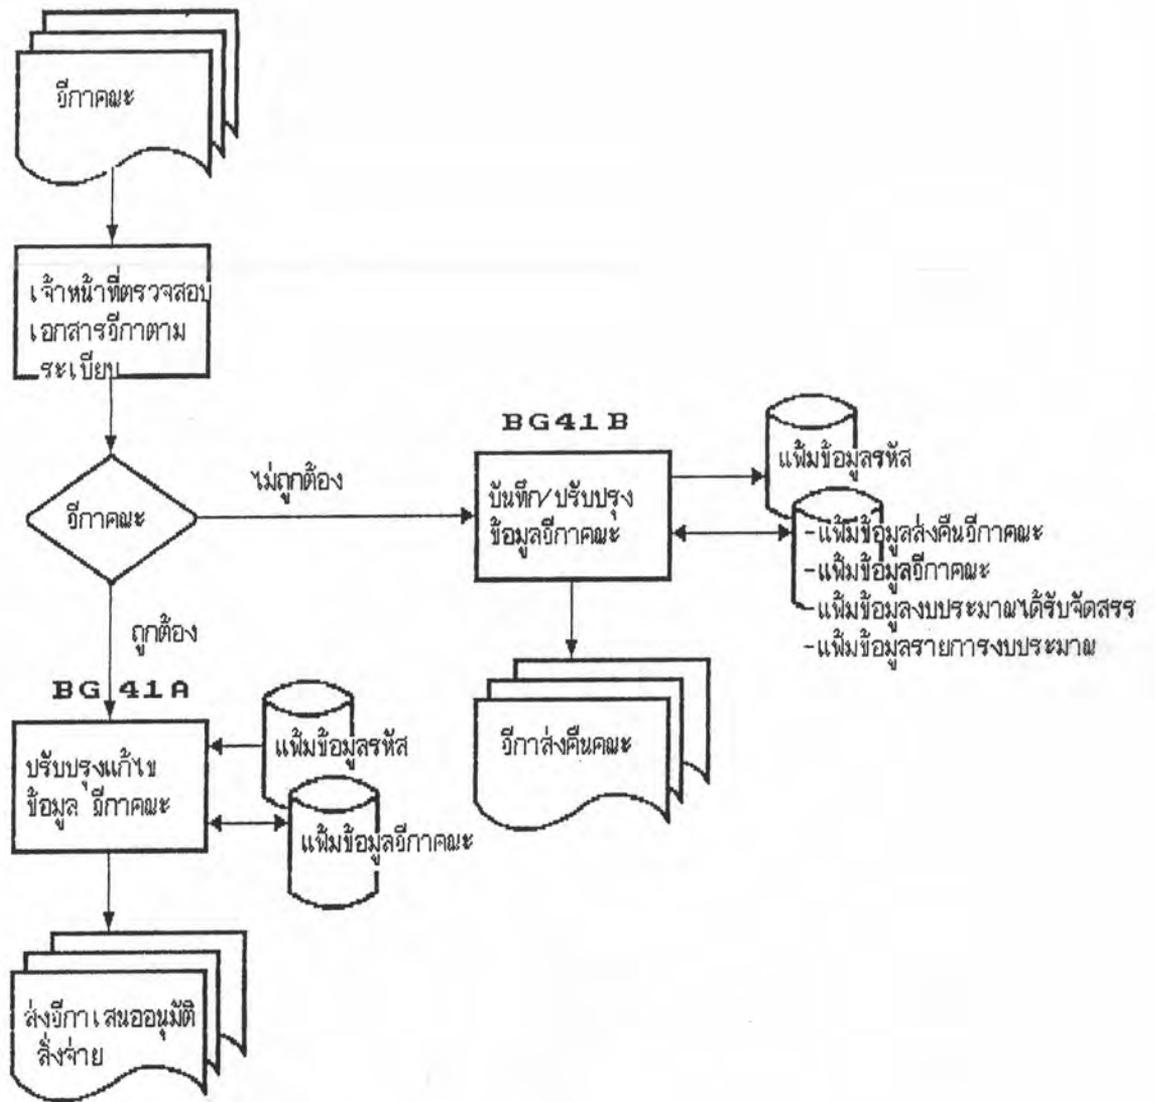 ฎีกาคณะ
เจ้าหน้าที่ตรวจสอบ
เอกสารฎีกาตาม
ระเบียบ
ฎีกาคณะ
ไม่ถูกต้อง
ถูกต้อง
BG41B
บันทึก/ปรับปรุง
ข้อมูลฎีกาคณะ
แฟ้มข้อมูลรหัส
-แฟ้มข้อมูลส่งคืนฎีกาคณะ
-แฟ้มข้อมูลฎีกาคณะ
-แฟ้มข้อมูลงบประมาณได้รับจัดสรร
-แฟ้มข้อมูลรายการงบประมาณ
ฎีกาส่งคืนคณะ
BG41A
ปรับปรุงแก้ไข
ข้อมูล ฎีกาคณะ
แฟ้มข้อมูลรหัส
แฟ้มข้อมูลฎีกาคณะ
ส่งฎีกาเสนออนุมัติ
สั่งจ่าย